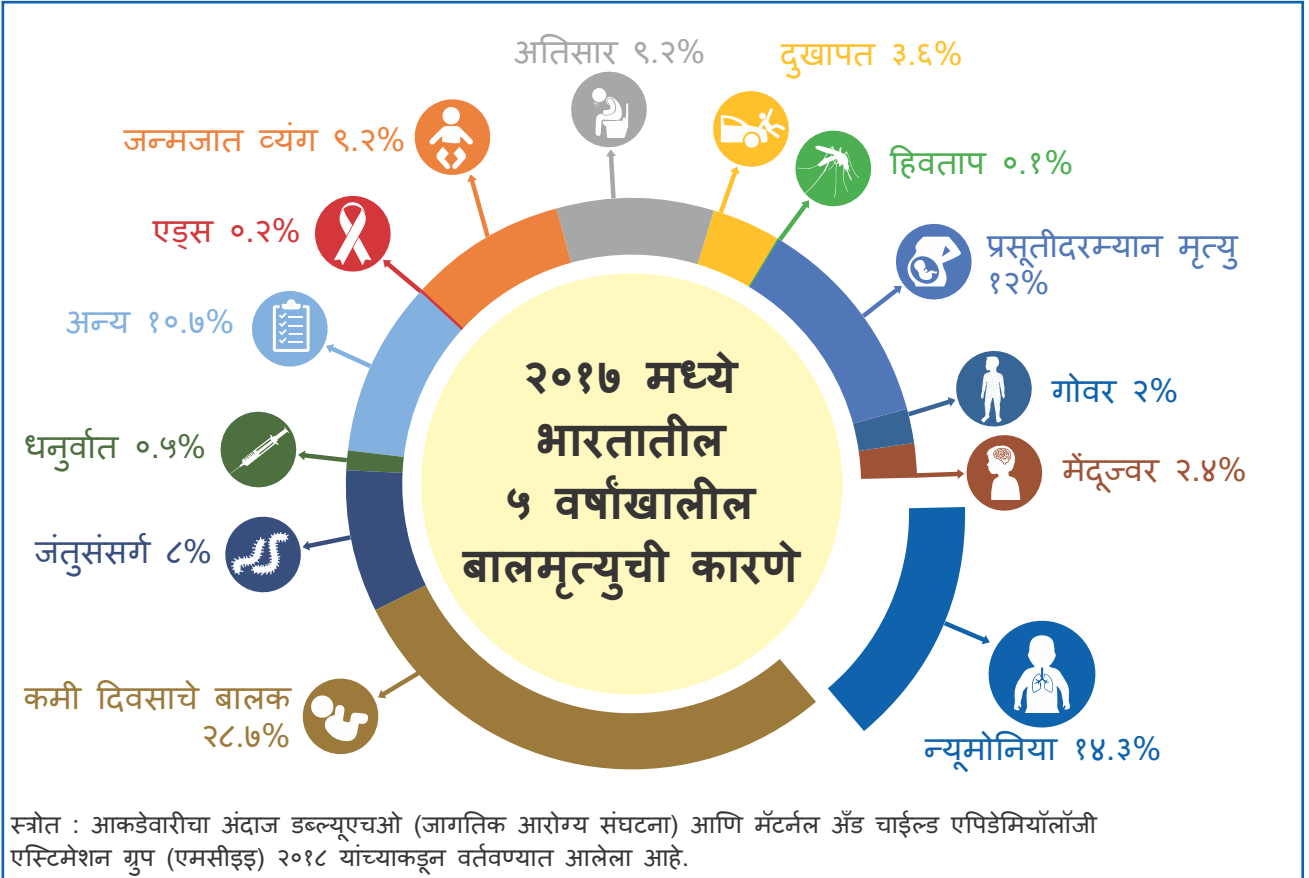 अतिसार ९.२%
दुखापत ३.६%
जन्मजात व्यंग ९.२%
हिवताप ०.१%
एड्स ०.२%
प्रसूतीदरम्यान मृत्यु
१२%
अन्य १०.७%
गोवर २%
धनुर्वात ०.५%
मेंदूज्वर २.४%
जंतुसंसर्ग ८%
२०१७ मध्ये
भारतातील
५ वर्षांखालील
बालमृत्युची कारणे
कमी दिवसाचे बालक
२८.७%
न्यूमोनिया १४.३%
स्त्रोत : आकडेवारीचा अंदाज डब्ल्यूएचओ (जागतिक आरोग्य संघटना) आणि मॅटर्नल अँड चाईल्ड एपिडेमियॉलॉजी
एस्टिमेशन ग्रुप (एमसीइइ) २०१८ यांच्याकडून वर्तवण्यात आलेला आहे.